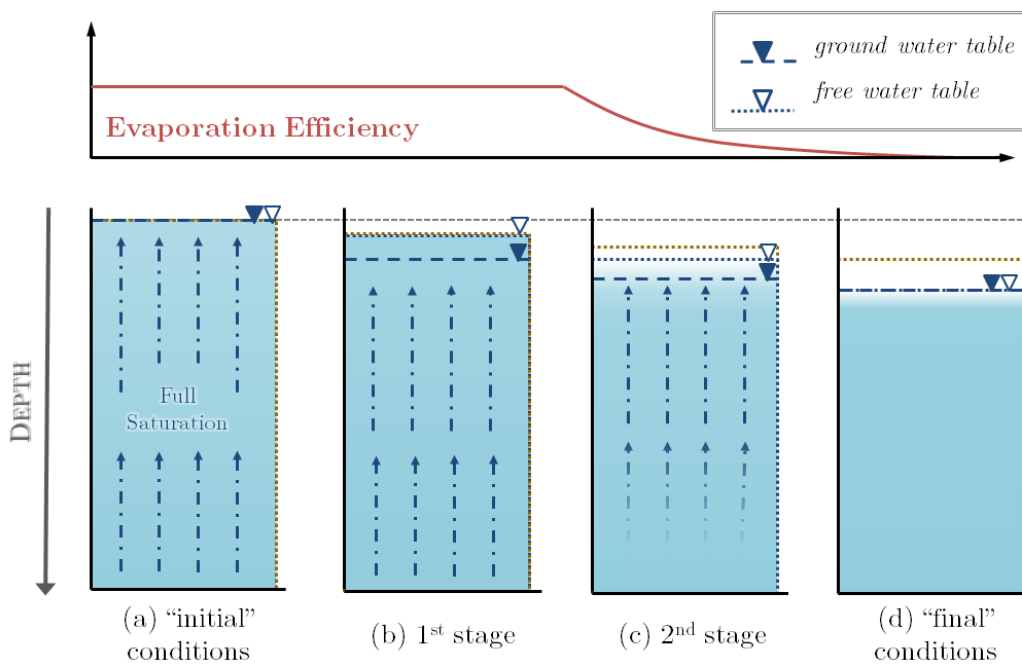 ground water table
free water table
Evaporation Efficiency
DEPTH
Full
Saturation
(a) “initial”
conditions
(b) 1st stage
(c) 2nd stage
(d) “final”
conditions